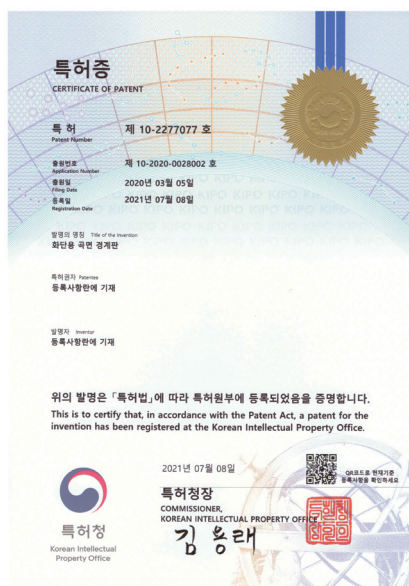 특허증
CERTIFICATE OF PATENT
특 허
Patent Number
제 10-2277077 호
출원번호
Application Number
제 10-2020-0028002 호
출원일
Filing Date
2020년 03월 05일
등록일
Registration Date
2021년 07월 08일
발명의 명칭 Title of the Invention
화단용 곡면 경계판
특허권자 Patentee
등록사항란에 기재
발명자 Inventor
등록사항란에 기재
위의 발명은 「특허법」에 따라 특허원부에 등록되었음을 증명합니다.
This is to certify that, in accordance with the Patent Act, a patent for the
invention has been registered at the Korean Intellectual Property Office.
2021년 07월 08일
QR코드로 현재기준
등록사항을 확인하세요
특허청장
COMMISSIONER,
KOREAN INTELLECTUAL PROPERTY OFFICE
김용래
특허청
Korean Intellectual
Property Office